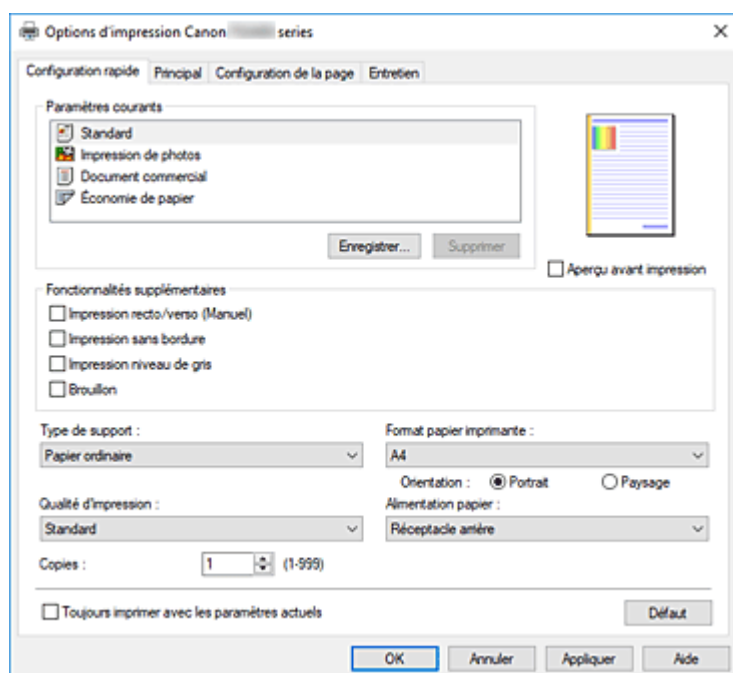 Options d'impression Canon series
Configuration rapide Principal Configuration de la page Entretien
Paramètres courants
Standard
Impression de photos
Document commercial
Économie de papier
Enregistrer... Supprimer
Aperçu avant impression
Fonctionnalités supplémentaires
Impression recto/verso (Manuel)
Impression sans bordure
Impression niveau de gris
Brouillon
Type de support : Format papier imprimante :
Papier ordinaire A4
Orientation : Portrait Paysage
Qualité d'impression : Alimentation papier :
Standard Réceptacle arrière
Copies : 1 (1-999)
Toujours imprimer avec les paramètres actuels Défaut
OK Annuler Appliquer Aide